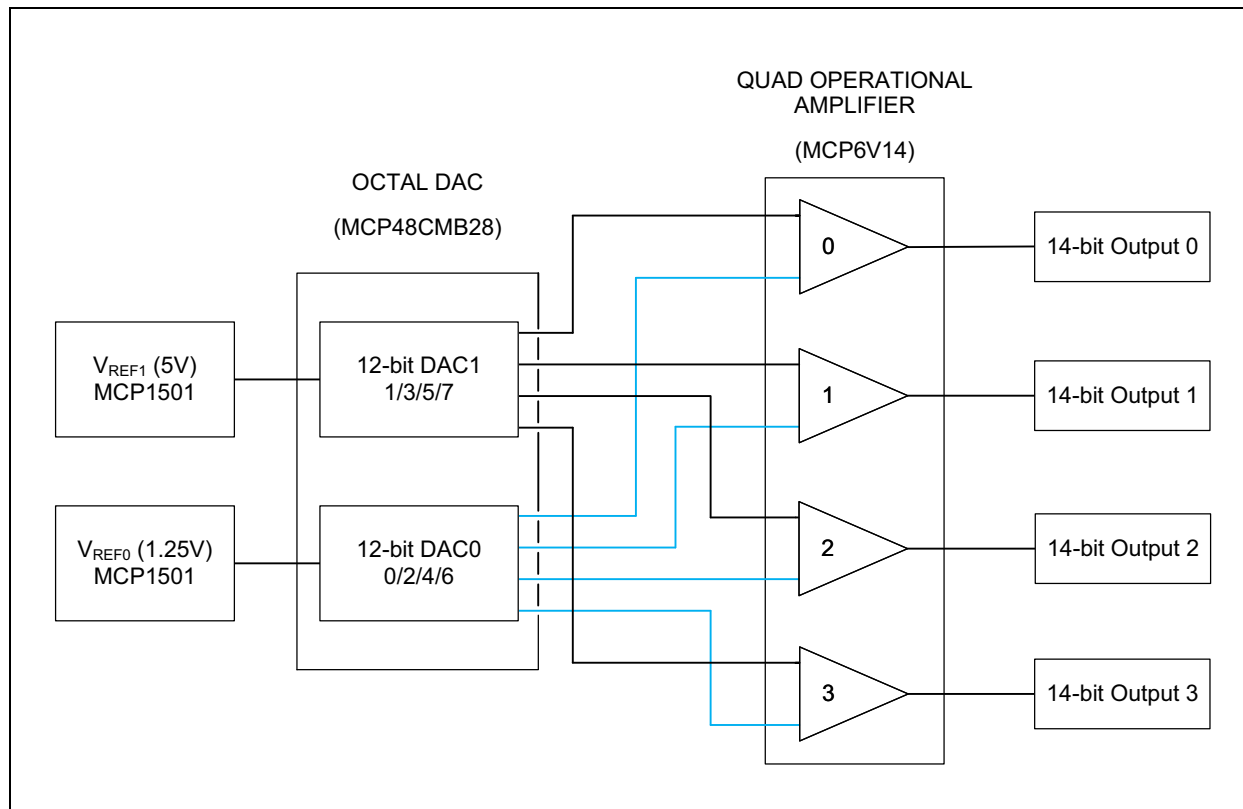 QUAD OPERATIONAL
AMPLIFIER
(MCP6V14)
OCTAL DAC
(MCP48CMB28)
VREF1 (5V)
MCP1501
12-bit DAC1
1/3/5/7
VREF0 (1.25V)
MCP1501
12-bit DAC0
0/2/4/6
0
1
2
3
14-bit Output 0
14-bit Output 1
14-bit Output 2
14-bit Output 3